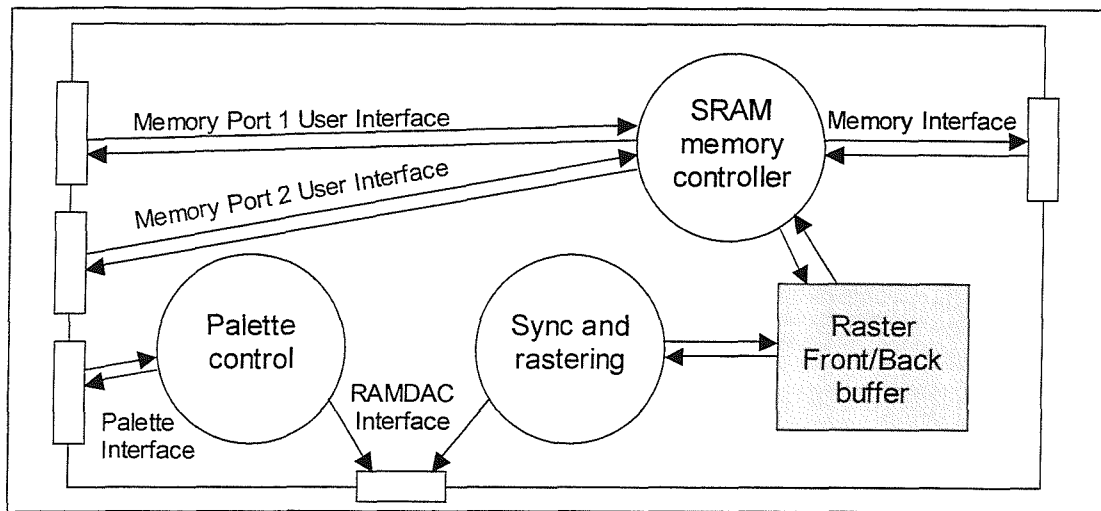 Memory Port 1 User Interface
SRAM
memory
controller
Memory Interface
Memory Port 2 User Interface
Palette
control
Sync and
rastering
Raster
Front/Back
buffer
Palette
Interface
RAMDAC
Interface